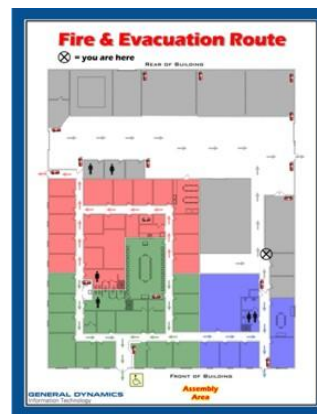 Fire & Evacuation Route
= you are here
REAR OF BUILDING
FRONT OF BUILDING
Assembly
Area
GENERAL DYNAMICS
Information Technology